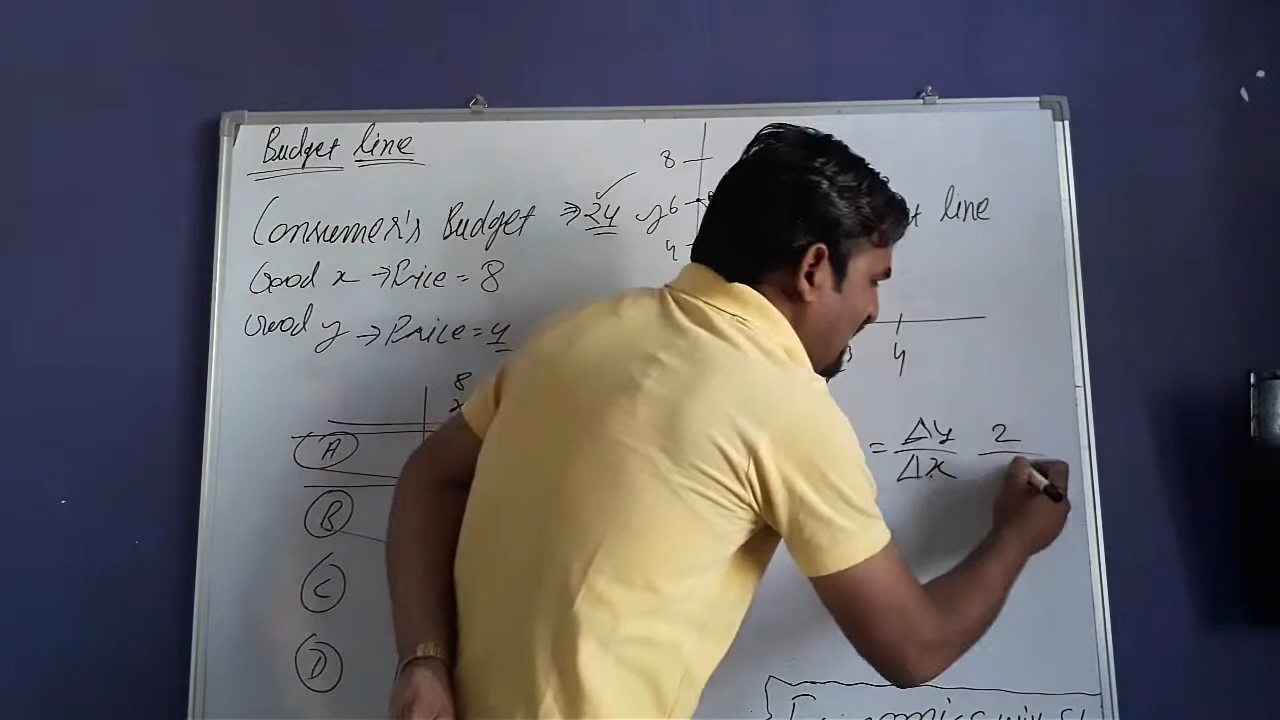 Budget line
Consumer's Budget ⇒ 24
Good x → Price = 8
Good y → Price = 4
8
y 6
4
line
4
= Δy/Δx 2
8
x
A
B
C
D